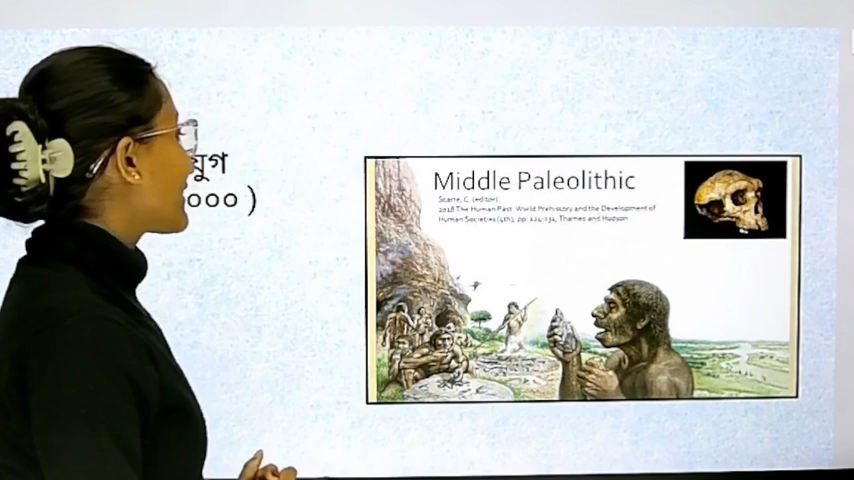 যুগ
০০০ )
Middle Paleolithic
Scarre, C. (editor)
2018 The Human Past: World Prehistory and the Development of
Human Societies (4th), pp. 124-132, Thames and Hudson